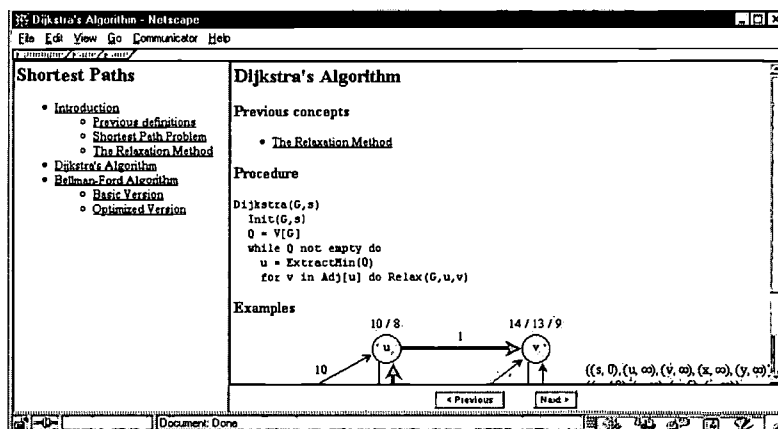 Dijkstra's Algorithm - Netscape
File Edit View Go Communicator Help
Shortest Paths
• Introduction
o Previous definitions
o Shortest Path Problem
o The Relaxation Method
• Dijkstra's Algorithm
• Bellman-Ford Algorithm
o Basic Version
o Optimized Version
Dijkstra's Algorithm
Previous concepts
• The Relaxation Method
Procedure
Dijkstra(G,s)
Init(G,s)
Q = V[G]
while Q not empty do
u = ExtractMin(Q)
for v in Adj[u] do Relax(G,u,v)
Examples
10 / 8
14 / 13 / 9
1
u
v
10
((s, 0), (u, ∞), (v, ∞), (x, ∞), (y, ∞)
< Previous
Next >
Document: Done